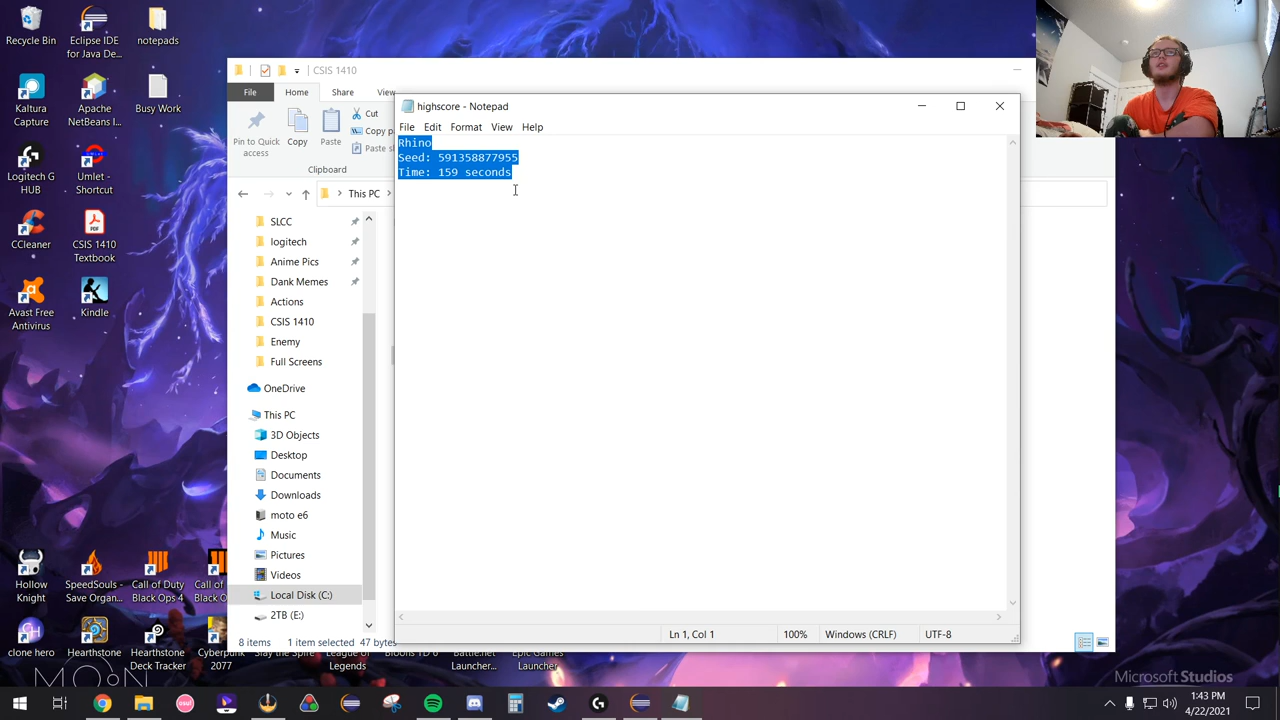 Recycle Bin
Eclipse IDE
for Java De...
notepads
Kaltura
Capture
Apache
NetBeans I...
Busy Work
Logitech G
HUB
Umlet -
Shortcut
CCleaner
CSIS 1410
Textbook
Avast Free
Antivirus
Kindle
Hollow
Knight
SpeedSouls -
Save Organ...
Call of Duty
Black Ops 4
Call of
Black O
clone hero
Hearthstone
Hearthstone
Deck Tracker
Cyberpunk
2077
Slay the Spire
League of
Legends
Bloons TD 6
Battle.net
Launcher...
Epic Games
Launcher
CSIS 1410
File
Home
Share
View
Pin to Quick
access
Copy
Paste
Cut
Copy p
Paste s
Clipboard
This PC
SLCC
logitech
Anime Pics
Dank Memes
Actions
CSIS 1410
Enemy
Full Screens
OneDrive
This PC
3D Objects
Desktop
Documents
Downloads
moto e6
Music
Pictures
Videos
Local Disk (C:)
2TB (E:)
8 items
1 item selected
47 bytes
highscore - Notepad
File
Edit
Format
View
Help
Rhino
Seed: 591358877955
Time: 159 seconds
Ln 1, Col 1
100%
Windows (CRLF)
UTF-8
MOON
Microsoft Studios
osu!
1:43 PM
4/22/2021